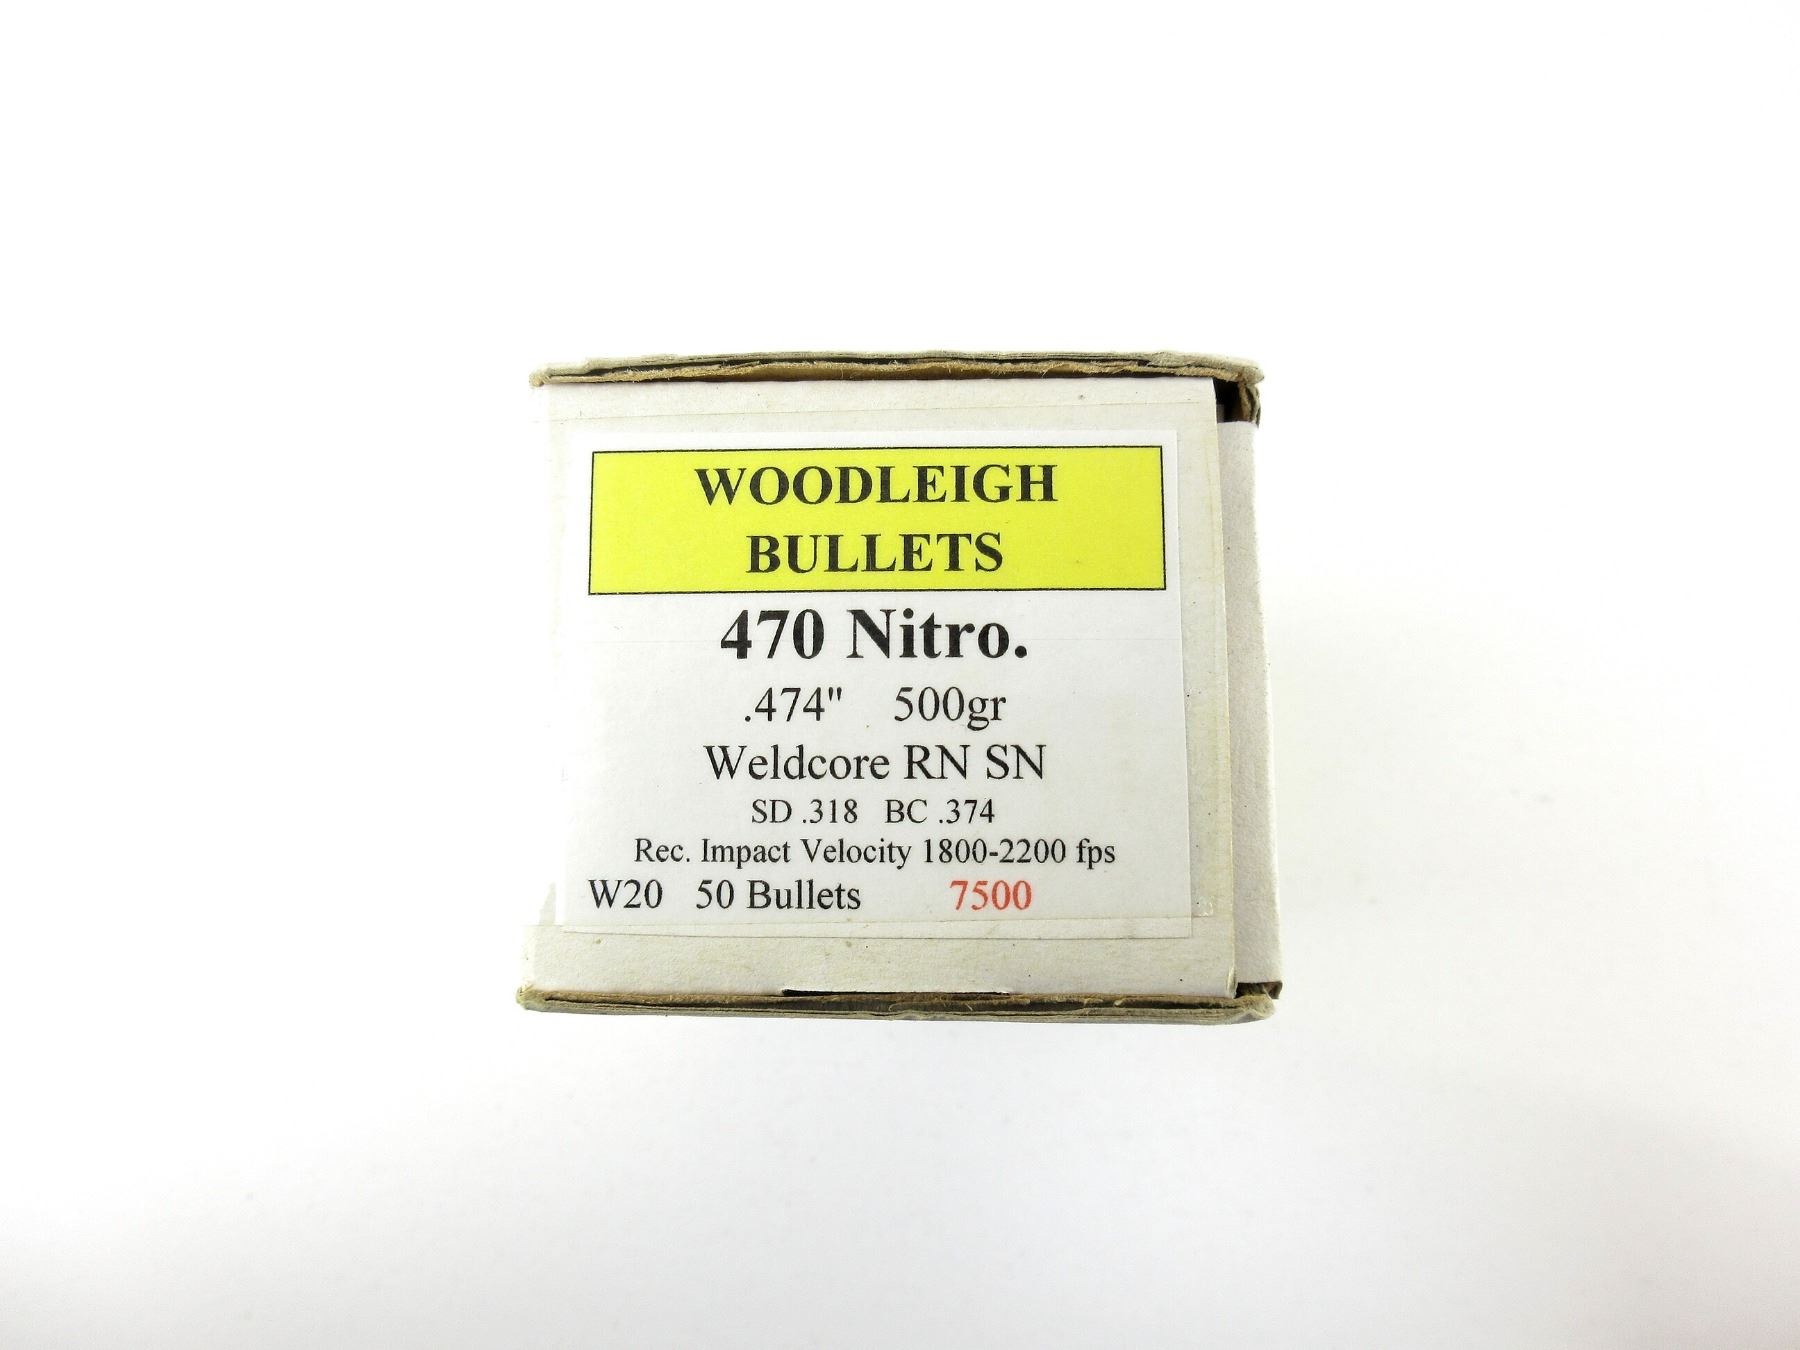 WOODLEIGH
BULLETS
470 Nitro.
.474" 500gr
Weldcore RN SN
SD .318 BC .374
Rec. Impact Velocity 1800-2200 fps
W20 50 Bullets 7500